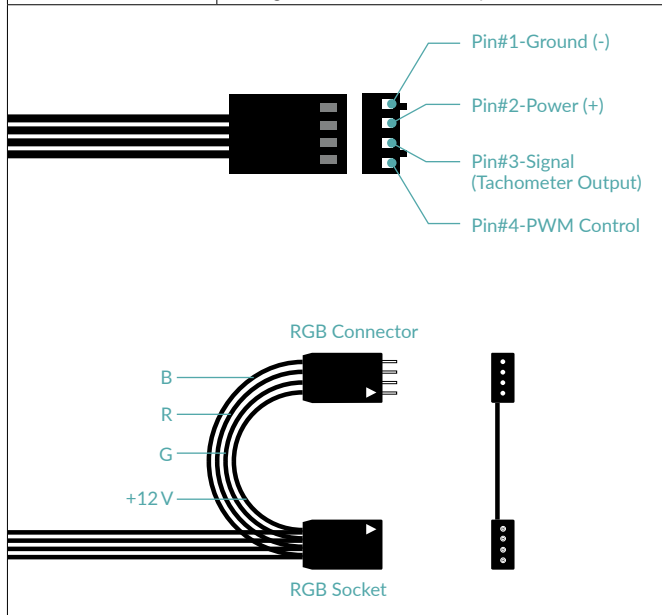 Pin#1-Ground (-)
Pin#2-Power (+)
Pin#3-Signal
(Tachometer Output)
Pin#4-PWM Control
RGB Connector
B
R
G
+12 V
RGB Socket